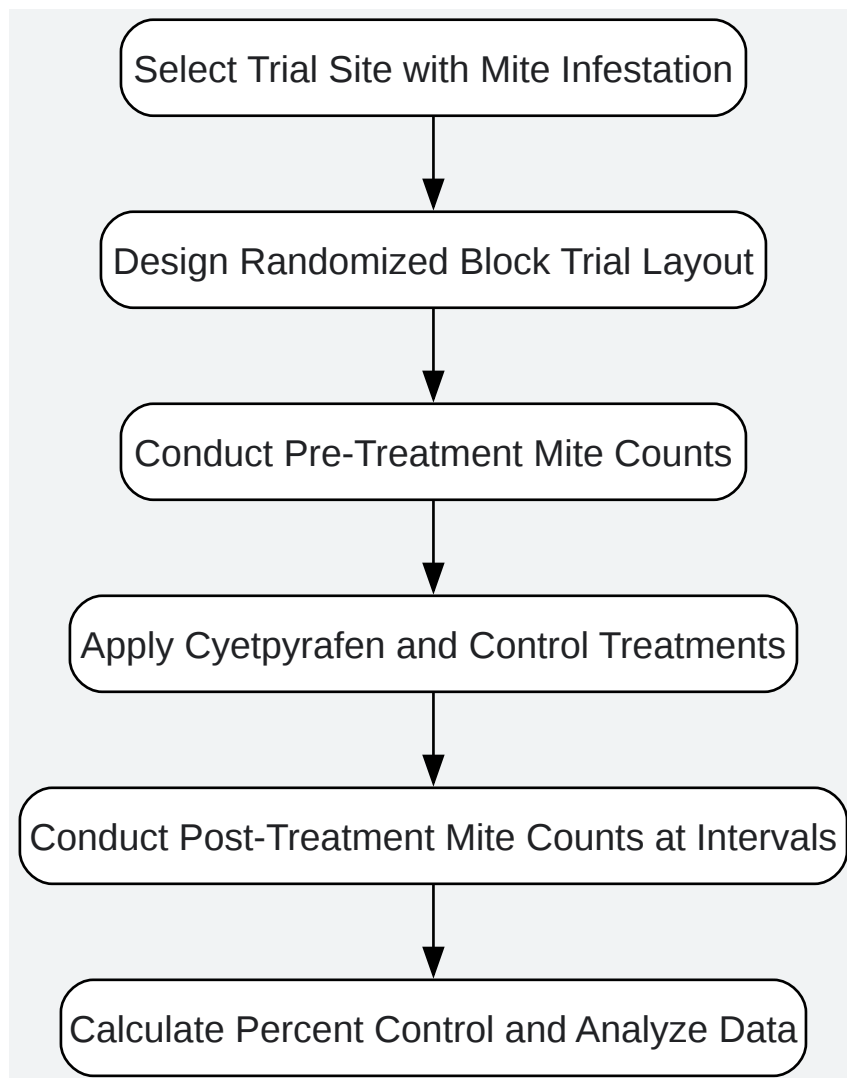 Select Trial Site with Mite Infestation
Design Randomized Block Trial Layout
Conduct Pre-Treatment Mite Counts
Apply Cyetpyrafen and Control Treatments
Conduct Post-Treatment Mite Counts at Intervals
Calculate Percent Control and Analyze Data